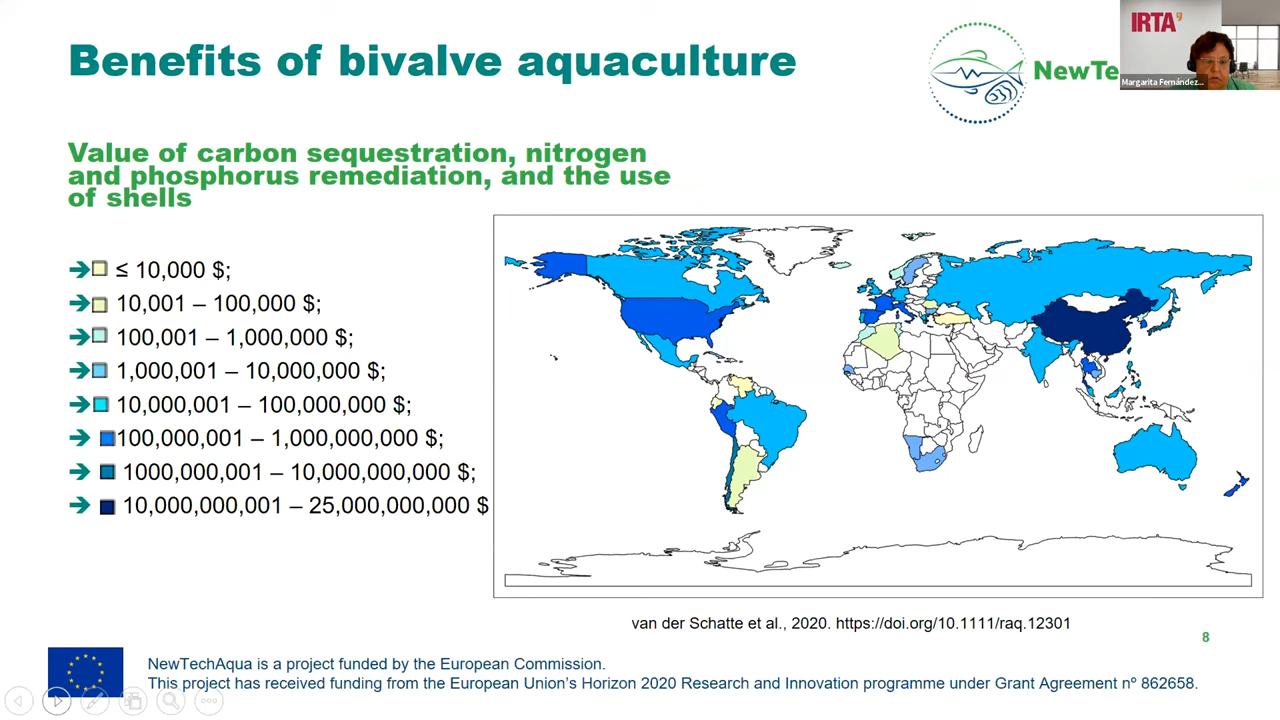 Benefits of bivalve aquaculture
NewTe
IRTA
Margarita Fernández...
Value of carbon sequestration, nitrogen
and phosphorus remediation, and the use
of shells
≤ 10,000 $;
10,001 – 100,000 $;
100,001 – 1,000,000 $;
1,000,001 – 10,000,000 $;
10,000,001 – 100,000,000 $;
100,000,001 – 1,000,000,000 $;
1000,000,001 – 10,000,000,000 $;
10,000,000,001 – 25,000,000,000 $
van der Schatte et al., 2020. https://doi.org/10.1111/raq.12301
8
NewTechAqua is a project funded by the European Commission.
This project has received funding from the European Union’s Horizon 2020 Research and Innovation programme under Grant Agreement nº 862658.